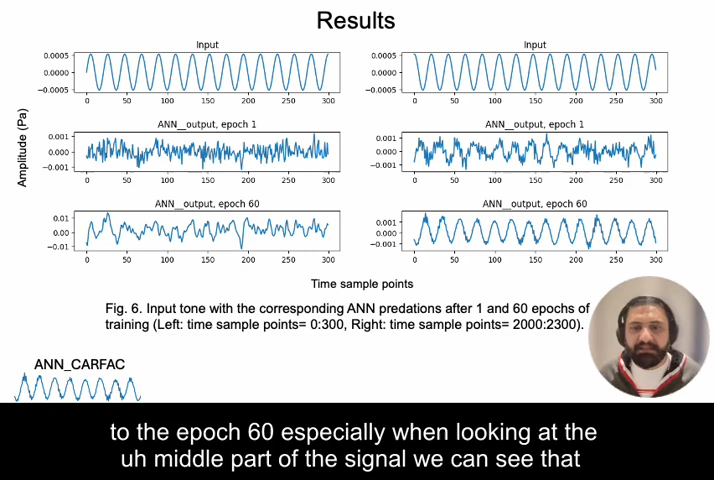 Results
Input
0.0005
0.0000
−0.0005
0 50 100 150 200 250 300
Input
0.0005
0.0000
−0.0005
0 50 100 150 200 250 300
Amplitude (Pa)
ANN__output, epoch 1
0.001
0.000
−0.001
0 50 100 150 200 250 300
ANN__output, epoch 1
0.001
0.000
−0.001
0 50 100 150 200 250 300
ANN__output, epoch 60
0.01
0.00
−0.01
0 50 100 150 200 250 300
ANN__output, epoch 60
0.001
0.000
−0.001
0 50 100 150 200 250 300
Time sample points
Fig. 6. Input tone with the corresponding ANN predations after 1 and 60 epochs of
training (Left: time sample points= 0:300, Right: time sample points= 2000:2300).
ANN_CARFAC
to the epoch 60 especially when looking at the
uh middle part of the signal we can see that